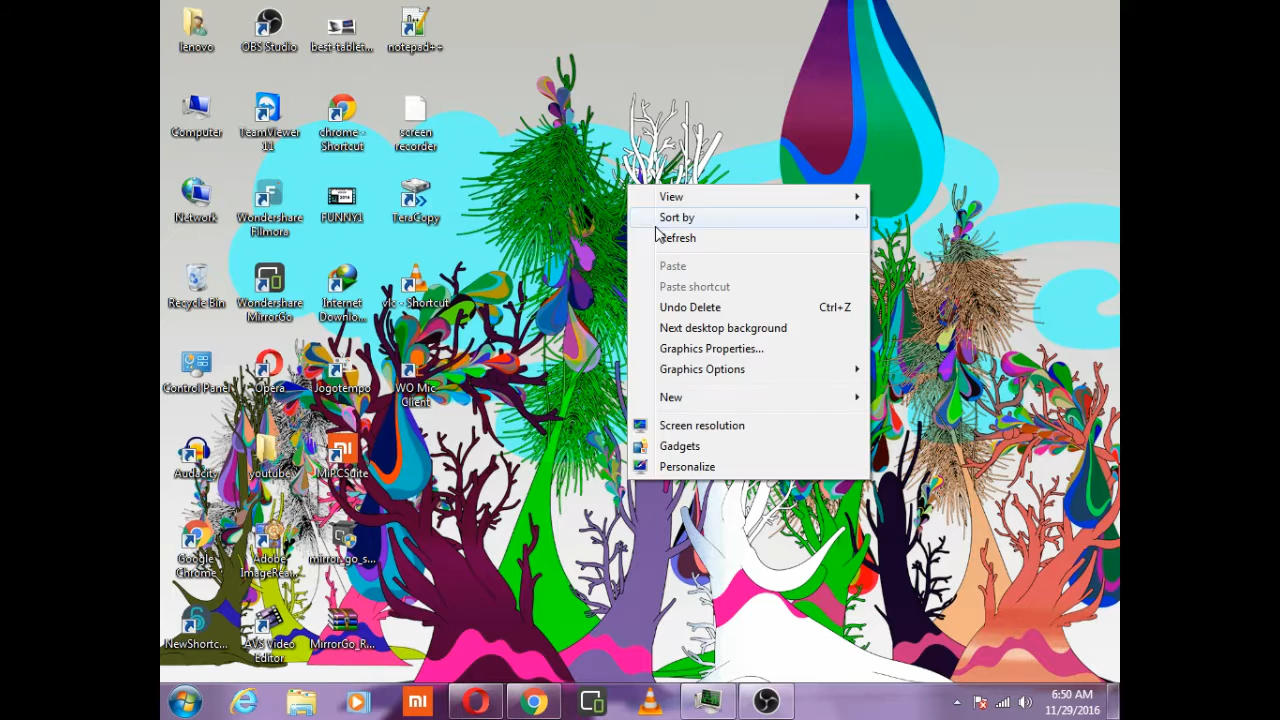 lenovo
OBS Studio
best-tablet...
notepad++
Computer
TeamViewer
11
chrome -
Shortcut
screen
recorder
Network
Wondershare
Filmora
FUNNY1
TeraCopy
Recycle Bin
Wondershare
MirrorGo
Internet
Downlo...
vlc - Shortcut
Control Panel
Opera
Jogotempo
WO Mic
Client
Audacity
youtube
MiPCSuite
Google
Chrome
Adobe
ImageRea...
mirror_go_s...
NewShortc...
AVS Video
Editor
MirrorGo_R...
View
Sort by
Refresh
Paste
Paste shortcut
Undo Delete Ctrl+Z
Next desktop background
Graphics Properties...
Graphics Options
New
Screen resolution
Gadgets
Personalize
6:50 AM
11/29/2016